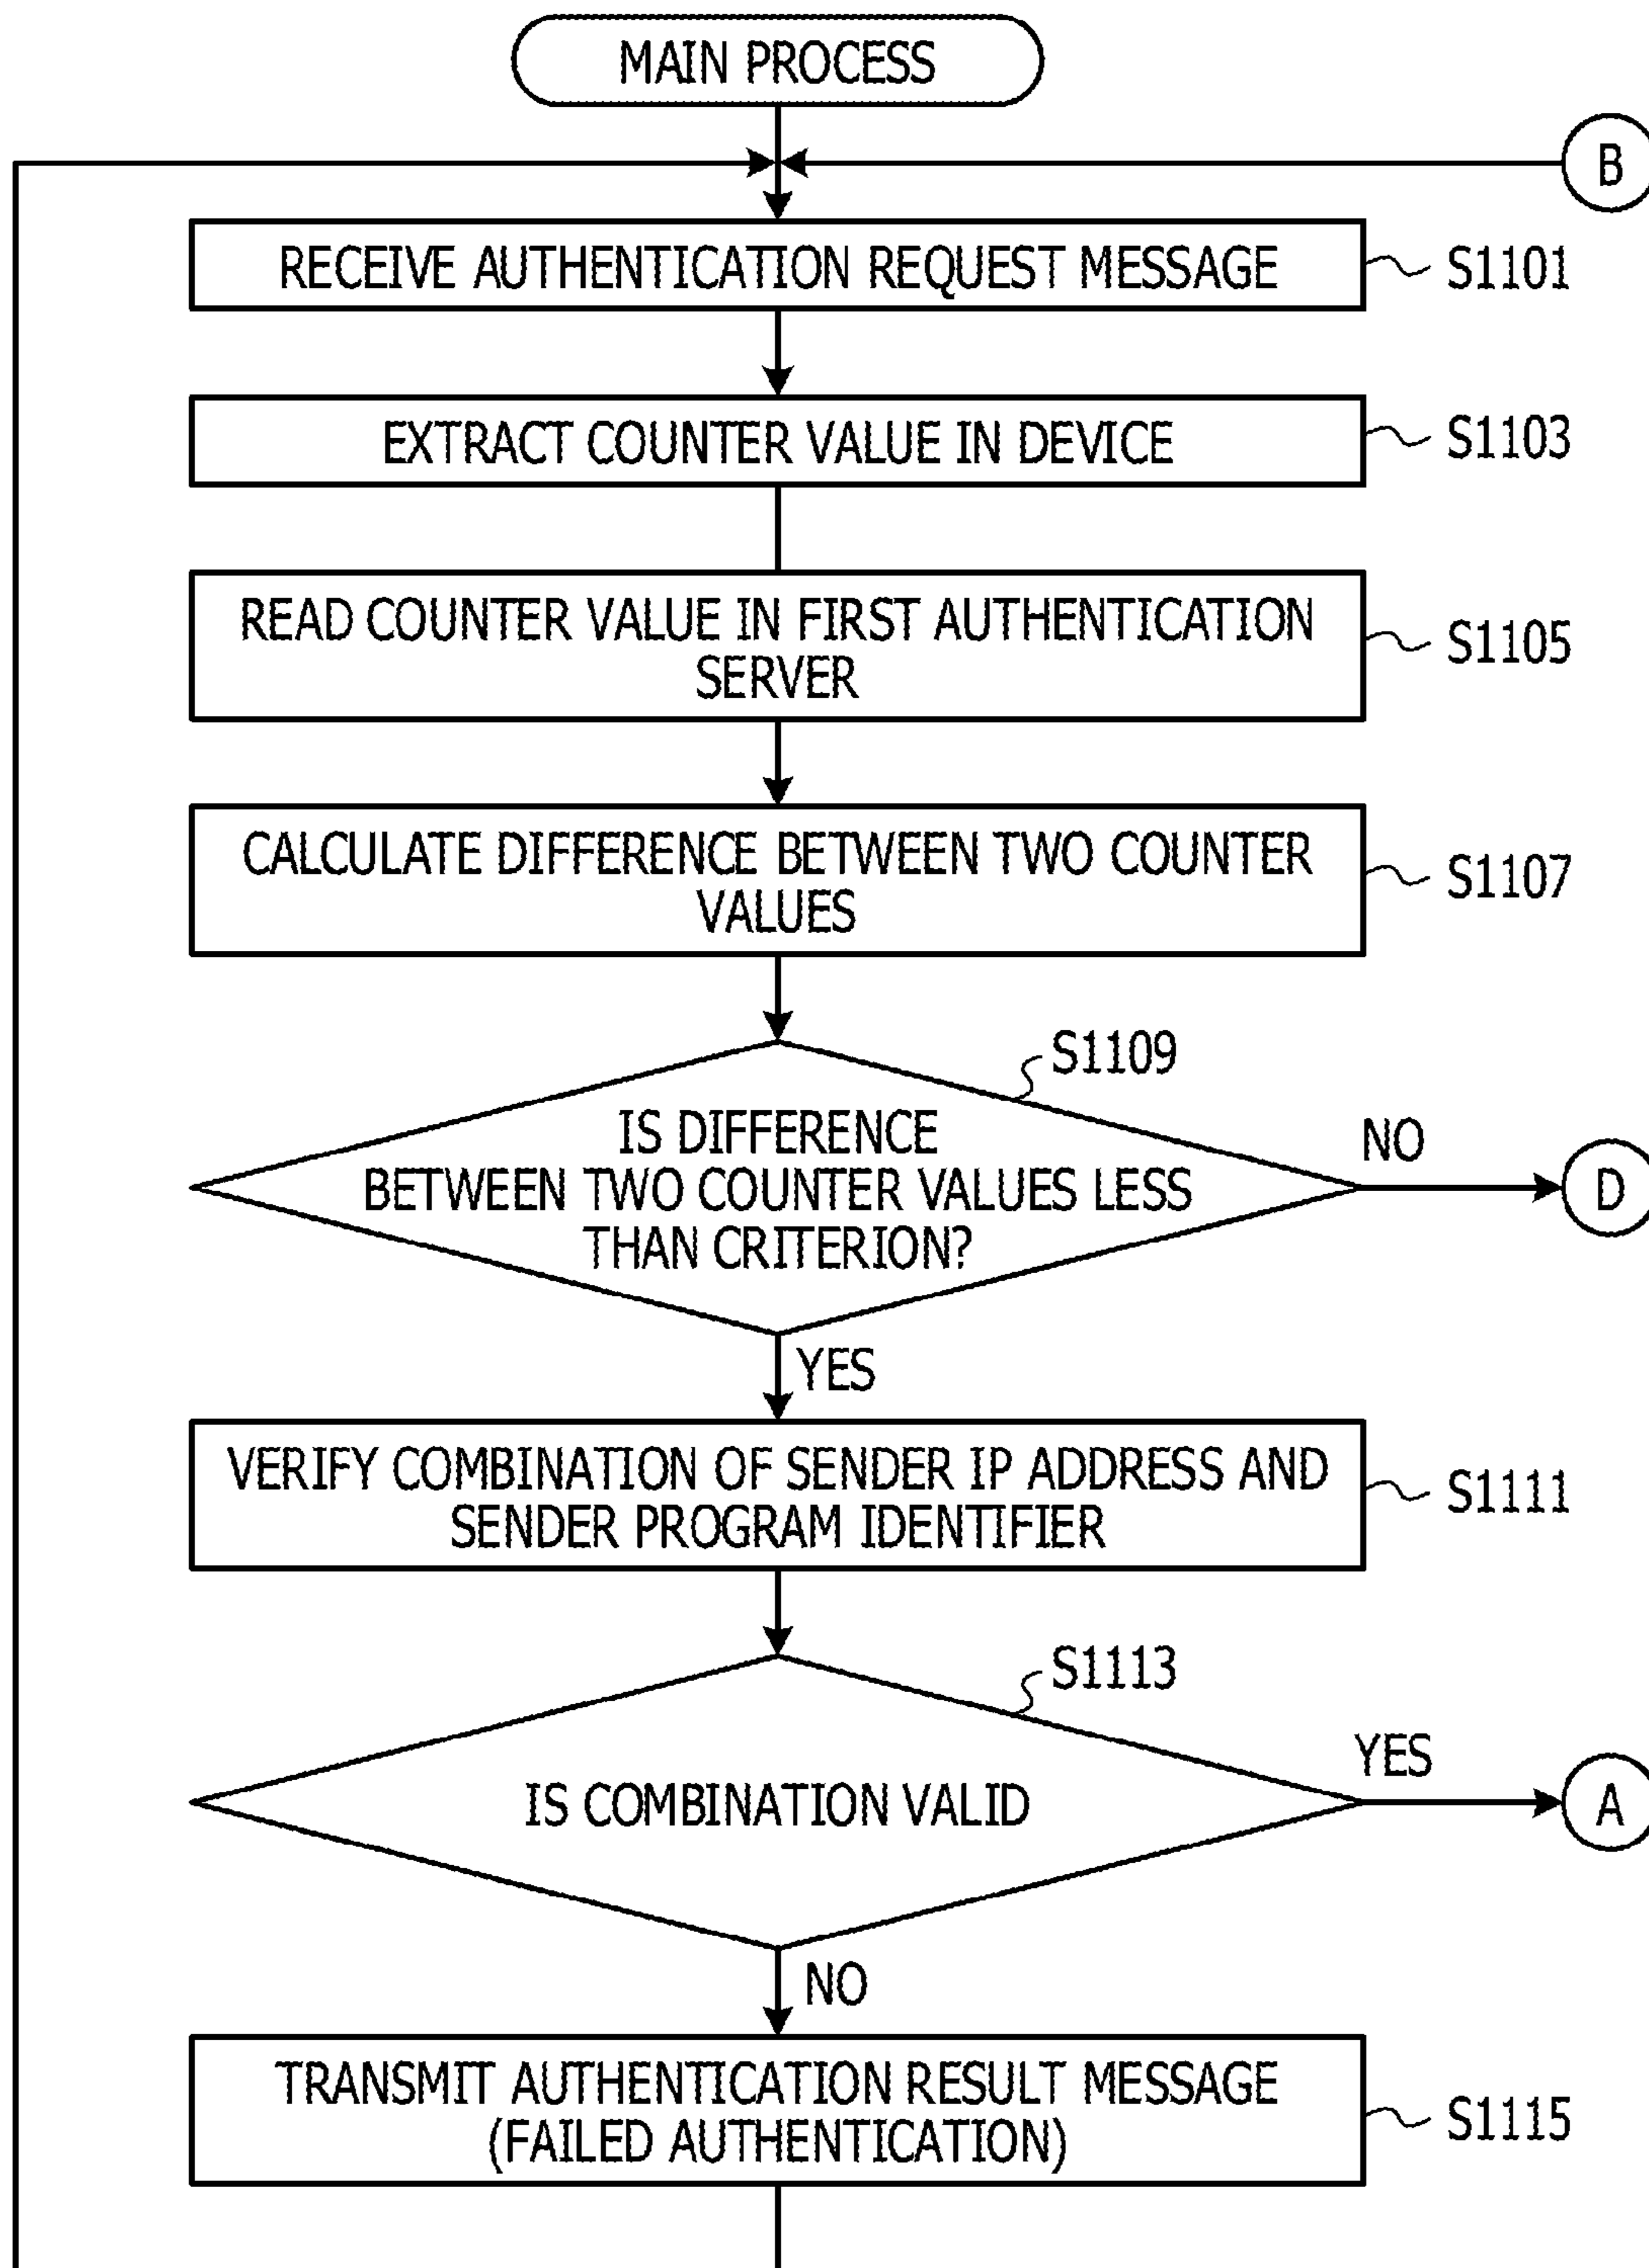 MAIN PROCESS
B
RECEIVE AUTHENTICATION REQUEST MESSAGE
S1101
EXTRACT COUNTER VALUE IN DEVICE
S1103
READ COUNTER VALUE IN FIRST AUTHENTICATION
SERVER
S1105
CALCULATE DIFFERENCE BETWEEN TWO COUNTER
VALUES
S1107
S1109
IS DIFFERENCE
BETWEEN TWO COUNTER VALUES LESS
THAN CRITERION?
NO
D
YES
VERIFY COMBINATION OF SENDER IP ADDRESS AND
SENDER PROGRAM IDENTIFIER
S1111
S1113
IS COMBINATION VALID
YES
A
NO
TRANSMIT AUTHENTICATION RESULT MESSAGE
(FAILED AUTHENTICATION)
S1115